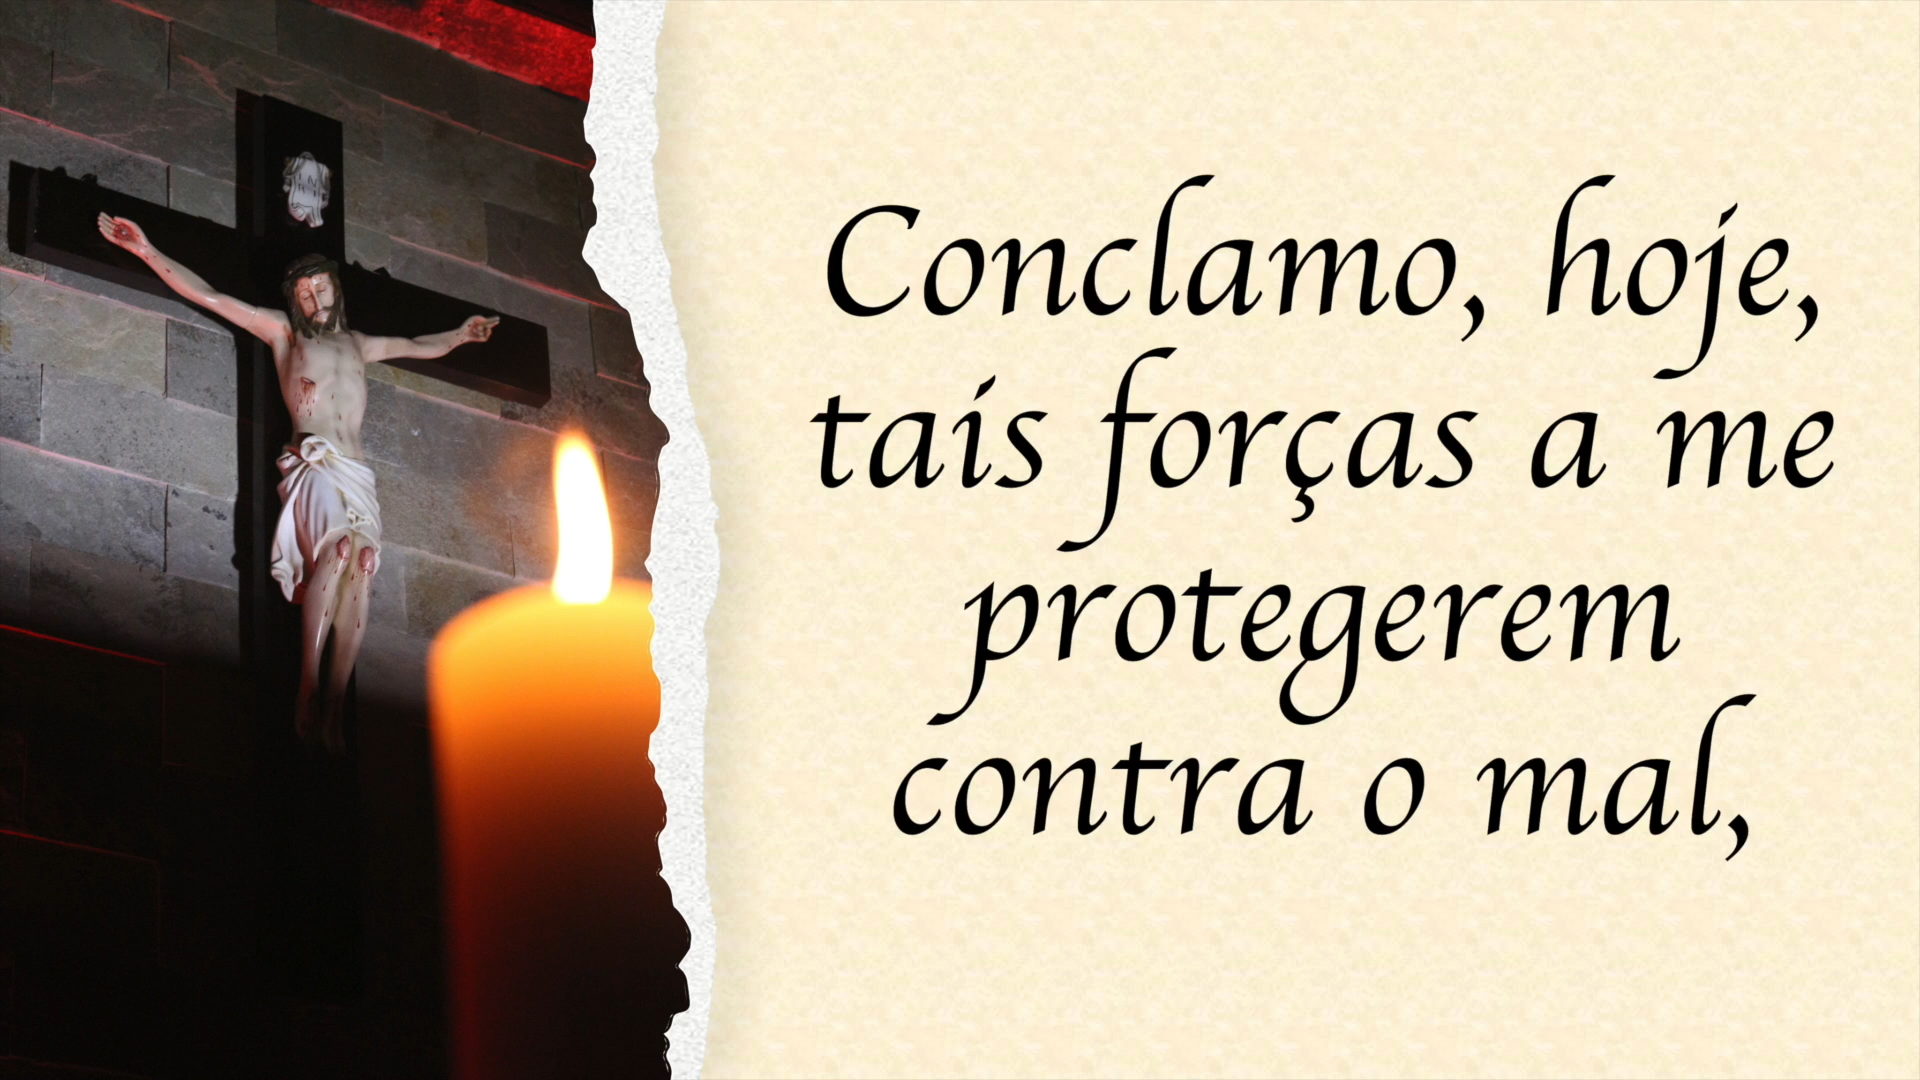 Conclamo, hoje,
tais forças a me
protegerem
contra o mal,